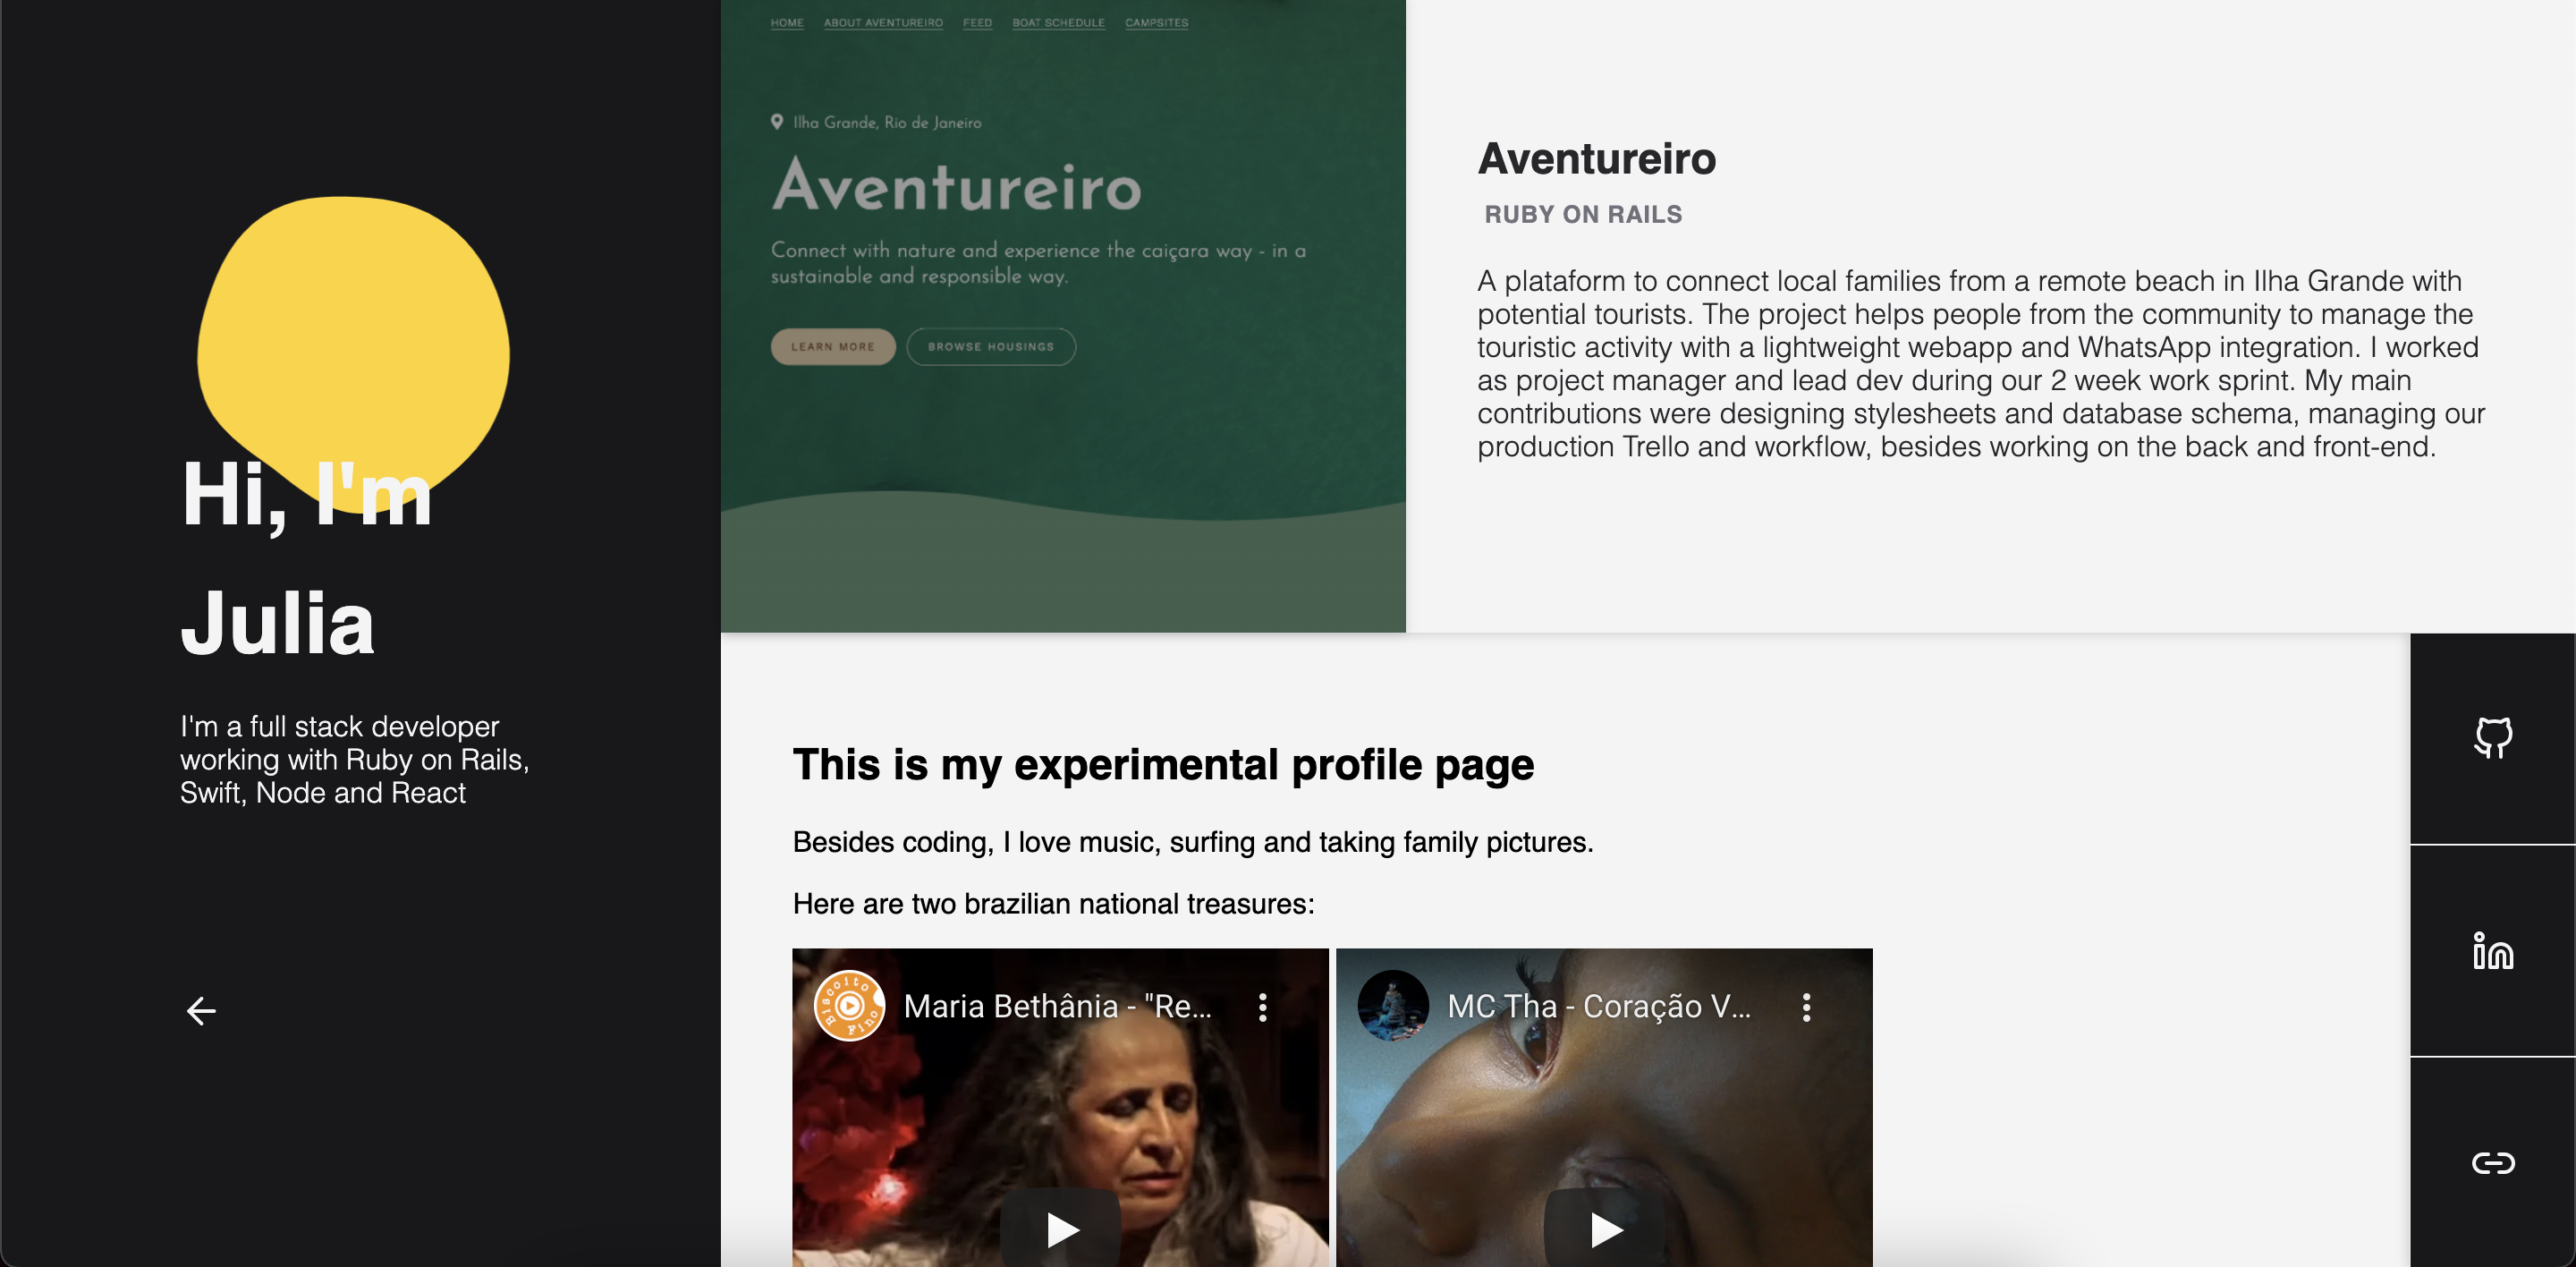 Hi, I'm
Julia
I'm a full stack developer
working with Ruby on Rails,
Swift, Node and React
HOME ABOUT AVENTUREIRO FEED BOAT SCHEDULE CAMPSITES
Ilha Grande, Rio de Janeiro
Aventureiro
Connect with nature and experience the caiçara way - in a
sustainable and responsible way.
LEARN MORE BROWSE HOUSINGS
Aventureiro
RUBY ON RAILS
A plataform to connect local families from a remote beach in Ilha Grande with
potential tourists. The project helps people from the community to manage the
touristic activity with a lightweight webapp and WhatsApp integration. I worked
as project manager and lead dev during our 2 week work sprint. My main
contributions were designing stylesheets and database schema, managing our
production Trello and workflow, besides working on the back and front-end.
This is my experimental profile page
Besides coding, I love music, surfing and taking family pictures.
Here are two brazilian national treasures:
Biscoito Fino
Maria Bethânia - "Re...
MC Tha - Coração V...
in